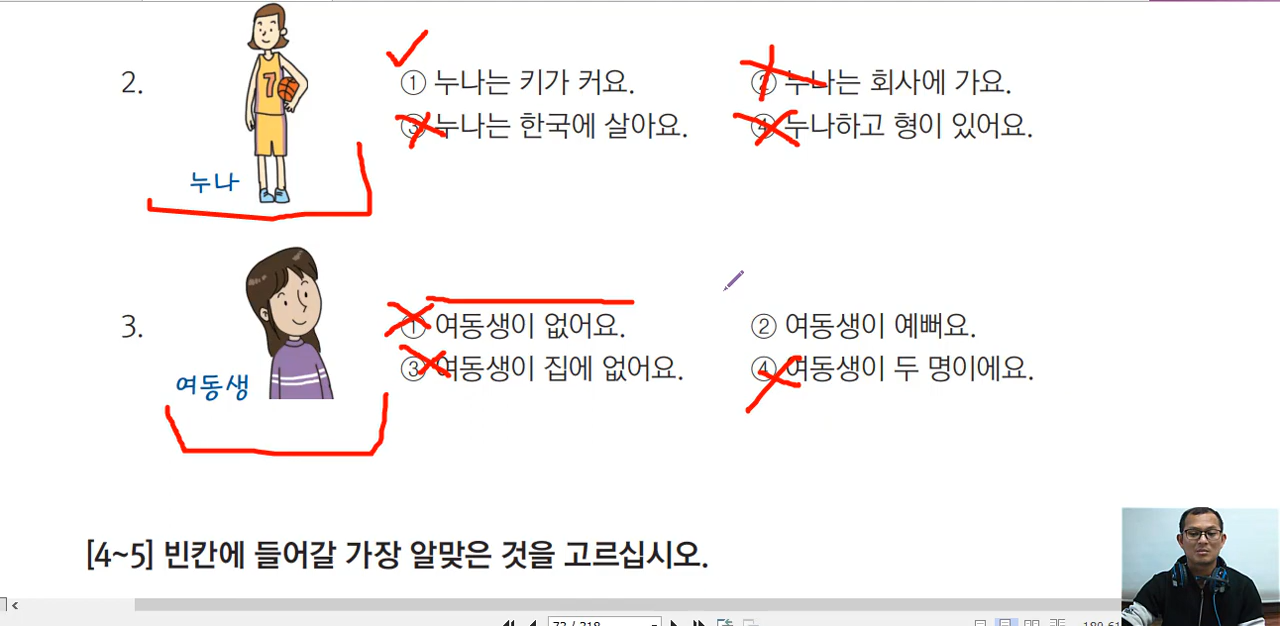 2.
7
누나
① 누나는 키가 커요.
② 누나는 회사에 가요.
③ 누나는 한국에 살아요.
④ 누나하고 형이 있어요.
3.
여동생
① 여동생이 없어요.
② 여동생이 예뻐요.
③ 여동생이 집에 없어요.
④ 여동생이 두 명이에요.
[4~5] 빈칸에 들어갈 가장 알맞은 것을 고르십시오.